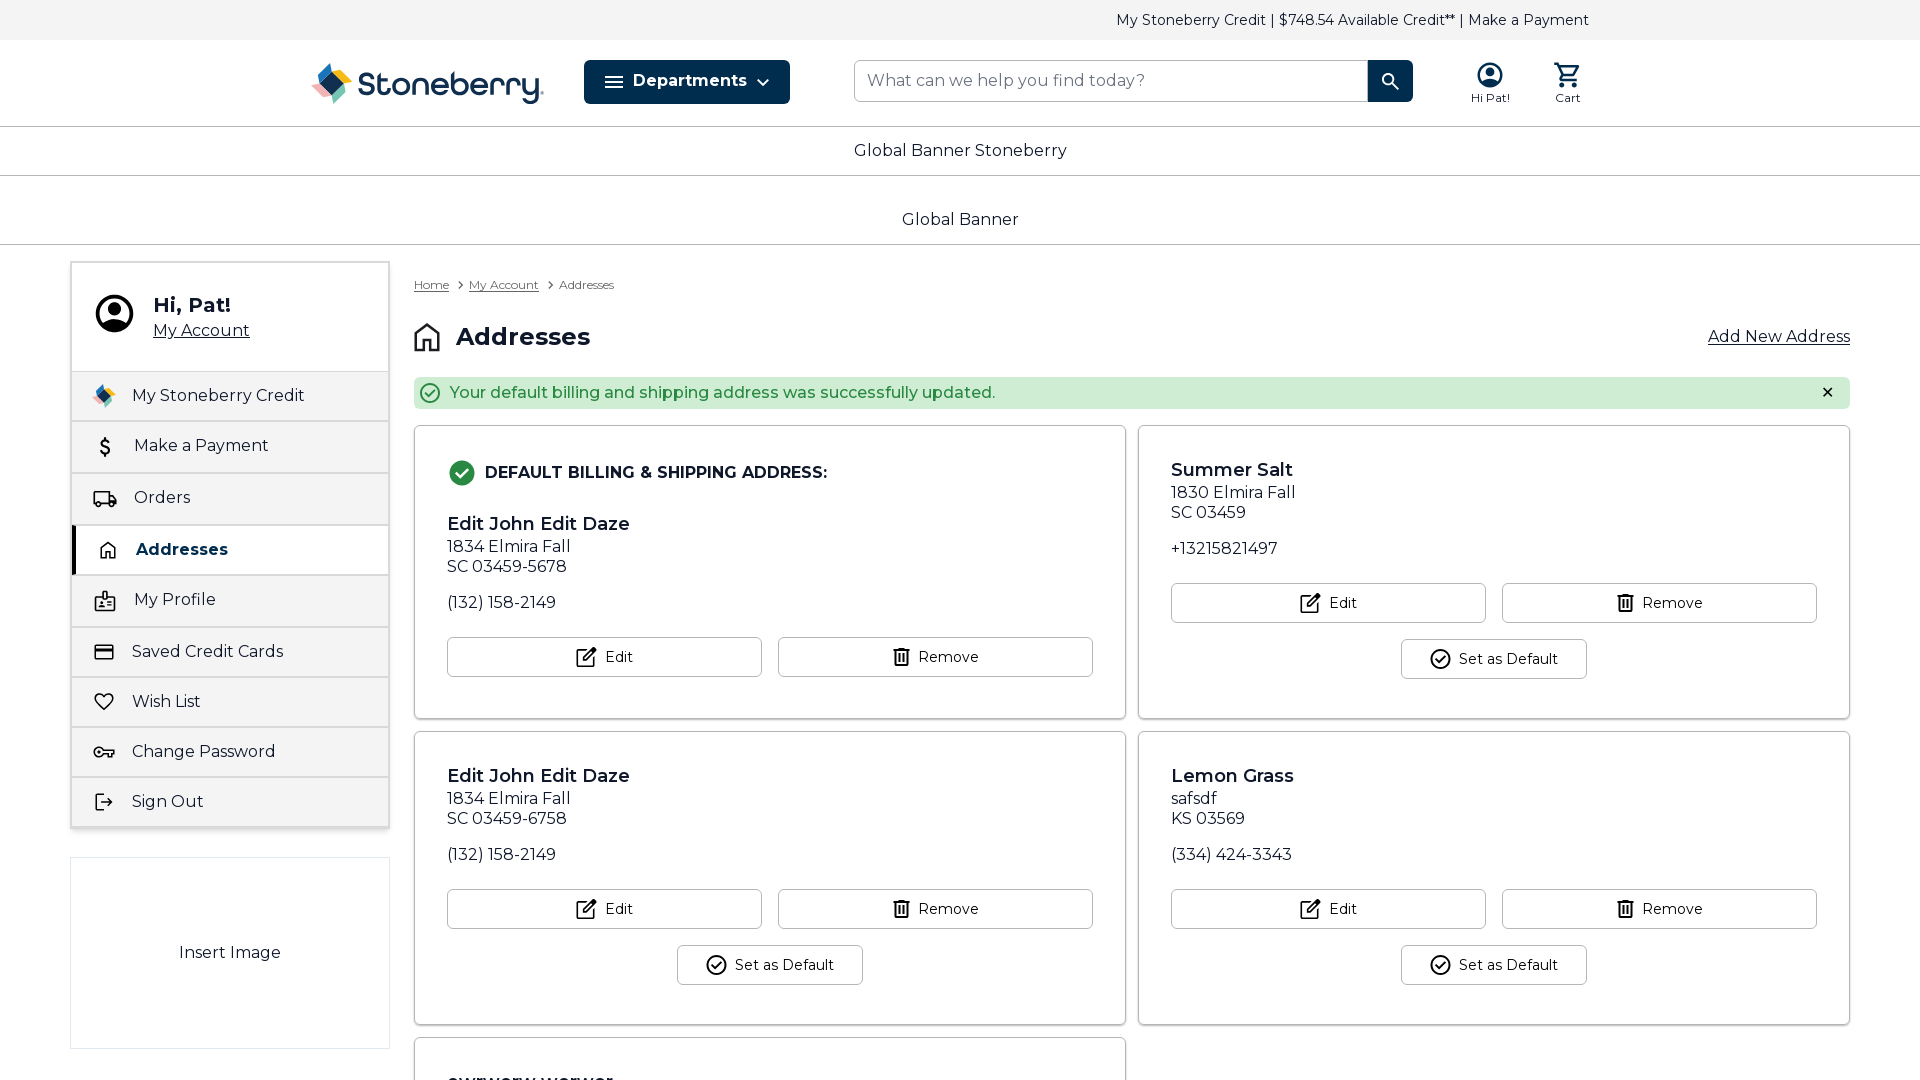 My Stoneberry Credit | $748.54 Available Credit** | Make a Payment
Stoneberry
Departments
What can we help you find today?
Hi Pat!
Cart
Global Banner Stoneberry
Global Banner
Hi, Pat!
My Account
My Stoneberry Credit
Make a Payment
Orders
Addresses
My Profile
Saved Credit Cards
Wish List
Change Password
Sign Out
Insert Image
Home > My Account > Addresses
Addresses
Add New Address
Your default billing and shipping address was successfully updated.
DEFAULT BILLING & SHIPPING ADDRESS:
Edit John Edit Daze
1834 Elmira Fall
SC 03459-5678
(132) 158-2149
Edit
Remove
Summer Salt
1830 Elmira Fall
SC 03459
+13215821497
Edit
Remove
Set as Default
Edit John Edit Daze
1834 Elmira Fall
SC 03459-6758
(132) 158-2149
Edit
Remove
Set as Default
Lemon Grass
safsdf
KS 03569
(334) 424-3343
Edit
Remove
Set as Default